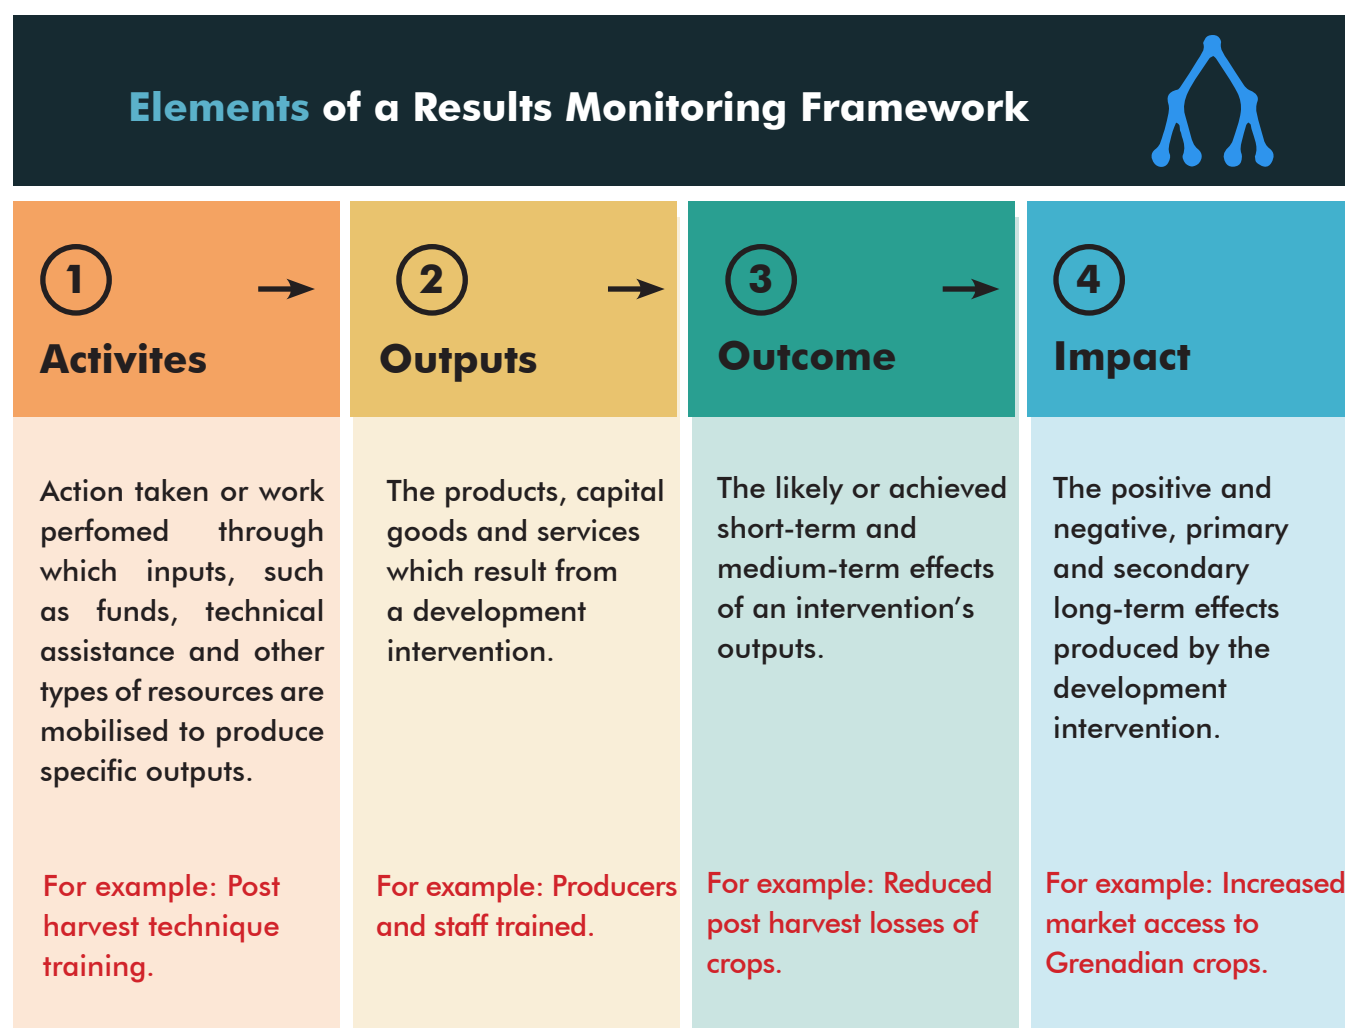 Elements of a Results Monitoring Framework
1
Activites
Action taken or work
perfomed through
which inputs, such
as funds, technical
assistance and other
types of resources are
mobilised to produce
specific outputs.
For example: Post
harvest technique
training.
2
Outputs
The products, capital
goods and services
which result from
a development
intervention.
For example: Producers
and staff trained.
3
Outcome
The likely or achieved
short-term and
medium-term effects
of an intervention’s
outputs.
For example: Reduced
post harvest losses of
crops.
4
Impact
The positive and
negative, primary
and secondary
long-term effects
produced by the
development
intervention.
For example: Increased
market access to
Grenadian crops.